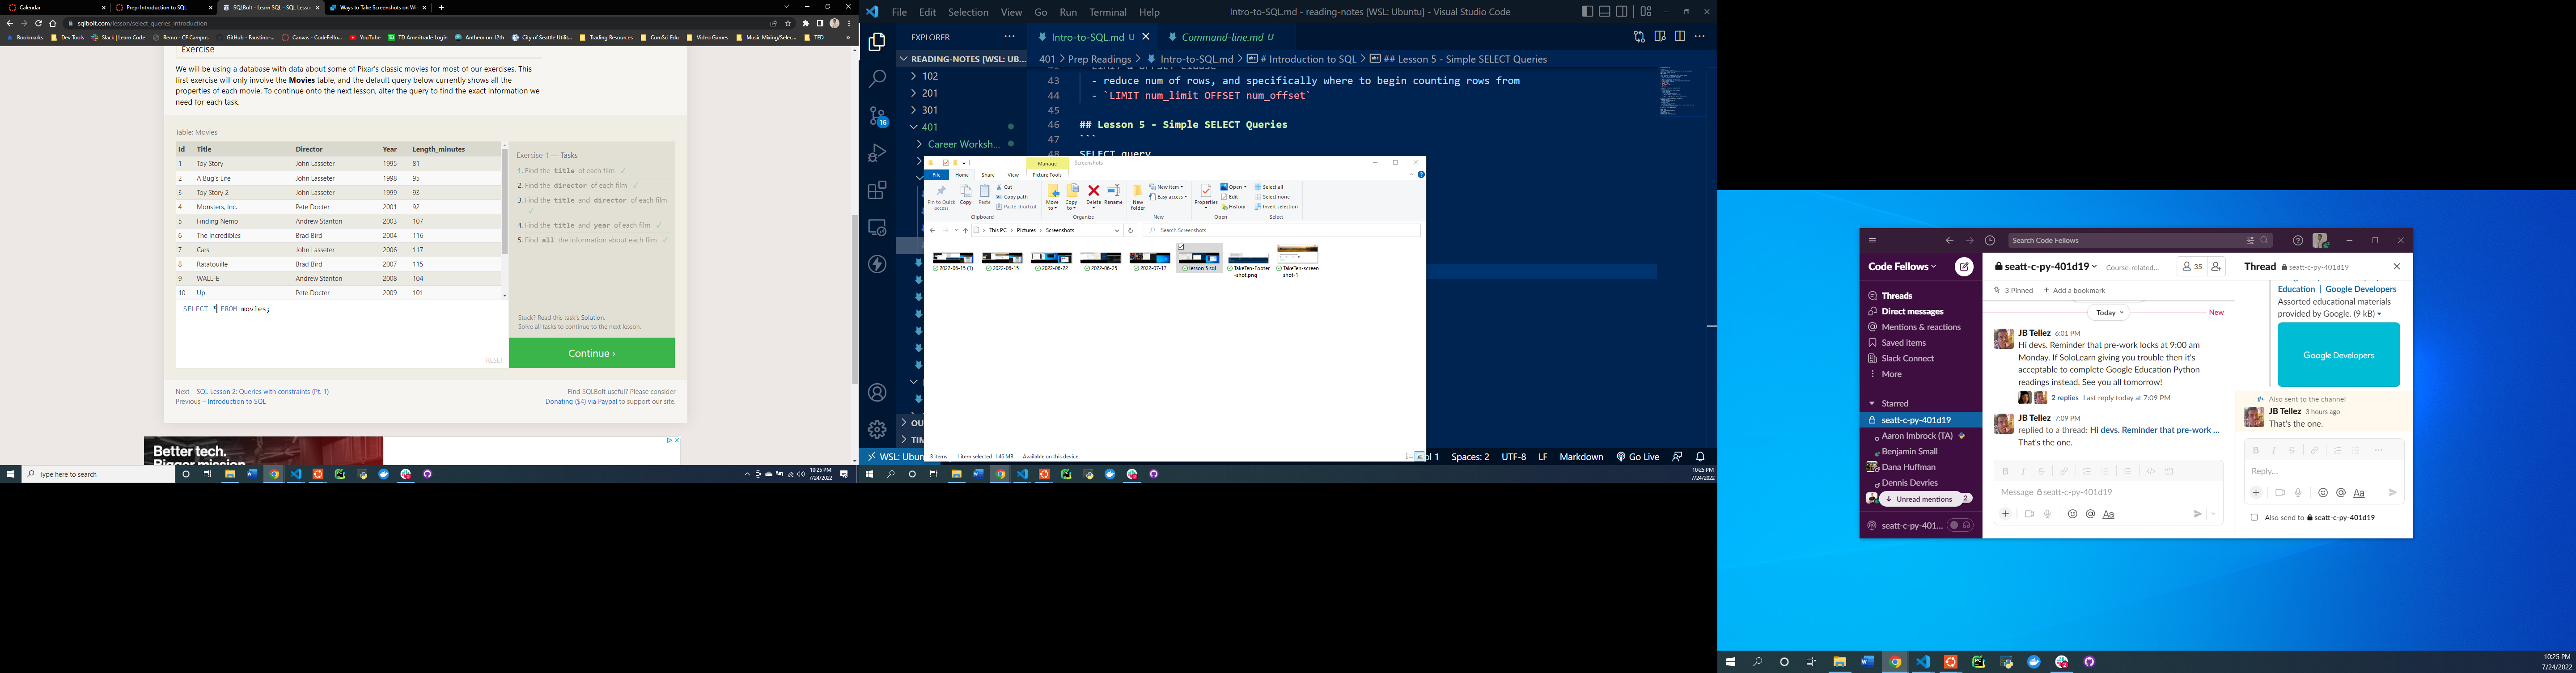 Calendar
Prep: Introduction to SQL
SQLBolt - Learn SQL - SQL Lesso
Ways to Take Screenshots on Wi
sqlbolt.com/lesson/select_queries_introduction
Bookmarks
Dev Tools
Slack | Learn Code
Remo - CF Campus
GitHub - Faustino-...
Canvas - CodeFello...
YouTube
TD Ameritrade Login
Anthem on 12th
City of Seattle Utilit...
Trading Resources
ComSci Edu
Video Games
Music Mixing/Selec...
TED
Exercise
We will be using a database with data about some of Pixar's classic movies for most of our exercises. This
first exercise will only involve the Movies table, and the default query below currently shows all the
properties of each movie. To continue onto the next lesson, alter the query to find the exact information we
need for each task.
Table: Movies
Id Title Director Year Length_minutes
1 Toy Story John Lasseter 1995 81
2 A Bug's Life John Lasseter 1998 95
3 Toy Story 2 John Lasseter 1999 93
4 Monsters, Inc. Pete Docter 2001 92
5 Finding Nemo Andrew Stanton 2003 107
6 The Incredibles Brad Bird 2004 116
7 Cars John Lasseter 2006 117
8 Ratatouille Brad Bird 2007 115
9 WALL-E Andrew Stanton 2008 104
10 Up Pete Docter 2009 101
SELECT * FROM movies;
RESET
Exercise 1 — Tasks
1. Find the title of each film ✓
2. Find the director of each film ✓
3. Find the title and director of each film
✓
4. Find the title and year of each film ✓
5. Find all the information about each film ✓
Stuck? Read this task's Solution.
Solve all tasks to continue to the next lesson.
Continue ›
Next – SQL Lesson 2: Queries with constraints (Pt. 1)
Previous – Introduction to SQL
Find SQLBolt useful? Please consider
Donating ($4) via Paypal to support our site.
Better tech.
Bigger mission
Type here to search
10:25 PM
7/24/2022
File Edit Selection View Go Run Terminal Help
Intro-to-SQL.md - reading-notes [WSL: Ubuntu] - Visual Studio Code
EXPLORER
Intro-to-SQL.md U
Command-line.md U
READING-NOTES [WSL: UB...
401 > Prep Readings > Intro-to-SQL.md > # Introduction to SQL > ## Lesson 5 - Simple SELECT Queries
102
201
301
401
Career Worksh...
16
43 - reduce num of rows, and specifically where to begin counting rows from
44 - `LIMIT num_limit OFFSET num_offset`
45
46 ## Lesson 5 - Simple SELECT Queries
47 ```
48 SELECT query
Manage
Screenshots
File Home Share View Picture Tools
Pin to Quick access
Copy
Paste
Cut
Copy path
Paste shortcut
Clipboard
Move to
Copy to
Delete
Rename
Organize
New folder
New item
Easy access
New
Properties
Open
Edit
History
Open
Select all
Select none
Invert selection
Select
This PC > Pictures > Screenshots
Search Screenshots
2022-06-15 (1)
2022-06-15
2022-06-22
2022-06-25
2022-07-17
lesson 5 sql
TakeTen-Footer
-shot.png
TakeTen-screen
shot-1
8 items 1 item selected 1.46 MB Available on this device
OU
TIM
WSL: Ubun
ol 1 Spaces: 2 UTF-8 LF Markdown Go Live
10:25 PM
7/24/2022
Search Code Fellows
Code Fellows
Threads
Direct messages
Mentions & reactions
Saved items
Slack Connect
More
Starred
seatt-c-py-401d19
Aaron Imbrock (TA)
Benjamin Small
Dana Huffman
Dennis Devries
Unread mentions 2
seatt-c-py-401...
seatt-c-py-401d19
Course-related...
35
3 Pinned
Add a bookmark
Today
New
JB Tellez 6:01 PM
Hi devs. Reminder that pre-work locks at 9:00 am
Monday. If SoloLearn giving you trouble then it's
acceptable to complete Google Education Python
readings instead. See you all tomorrow!
2 replies Last reply today at 7:09 PM
JB Tellez 7:09 PM
replied to a thread: Hi devs. Reminder that pre-work ...
That's the one.
Message seatt-c-py-401d19
Thread seatt-c-py-401d19
Education | Google Developers
Assorted educational materials
provided by Google. (9 kB)
Google Developers
Also sent to the channel
JB Tellez 3 hours ago
That's the one.
Reply...
Also send to seatt-c-py-401d19
10:25 PM
7/24/2022